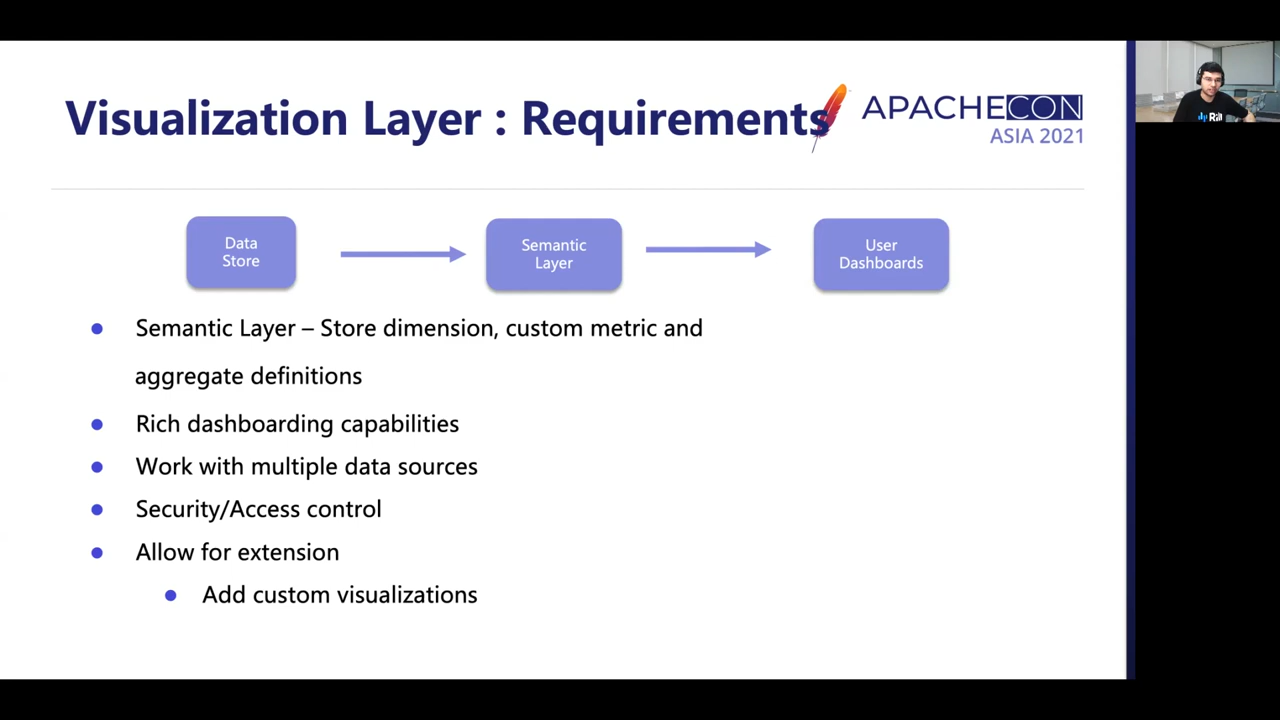 Visualization Layer : Requirements
APACHECON
ASIA 2021
Data
Store
Semantic
Layer
User
Dashboards
Semantic Layer – Store dimension, custom metric and
aggregate definitions
Rich dashboarding capabilities
Work with multiple data sources
Security/Access control
Allow for extension
Add custom visualizations
Rill